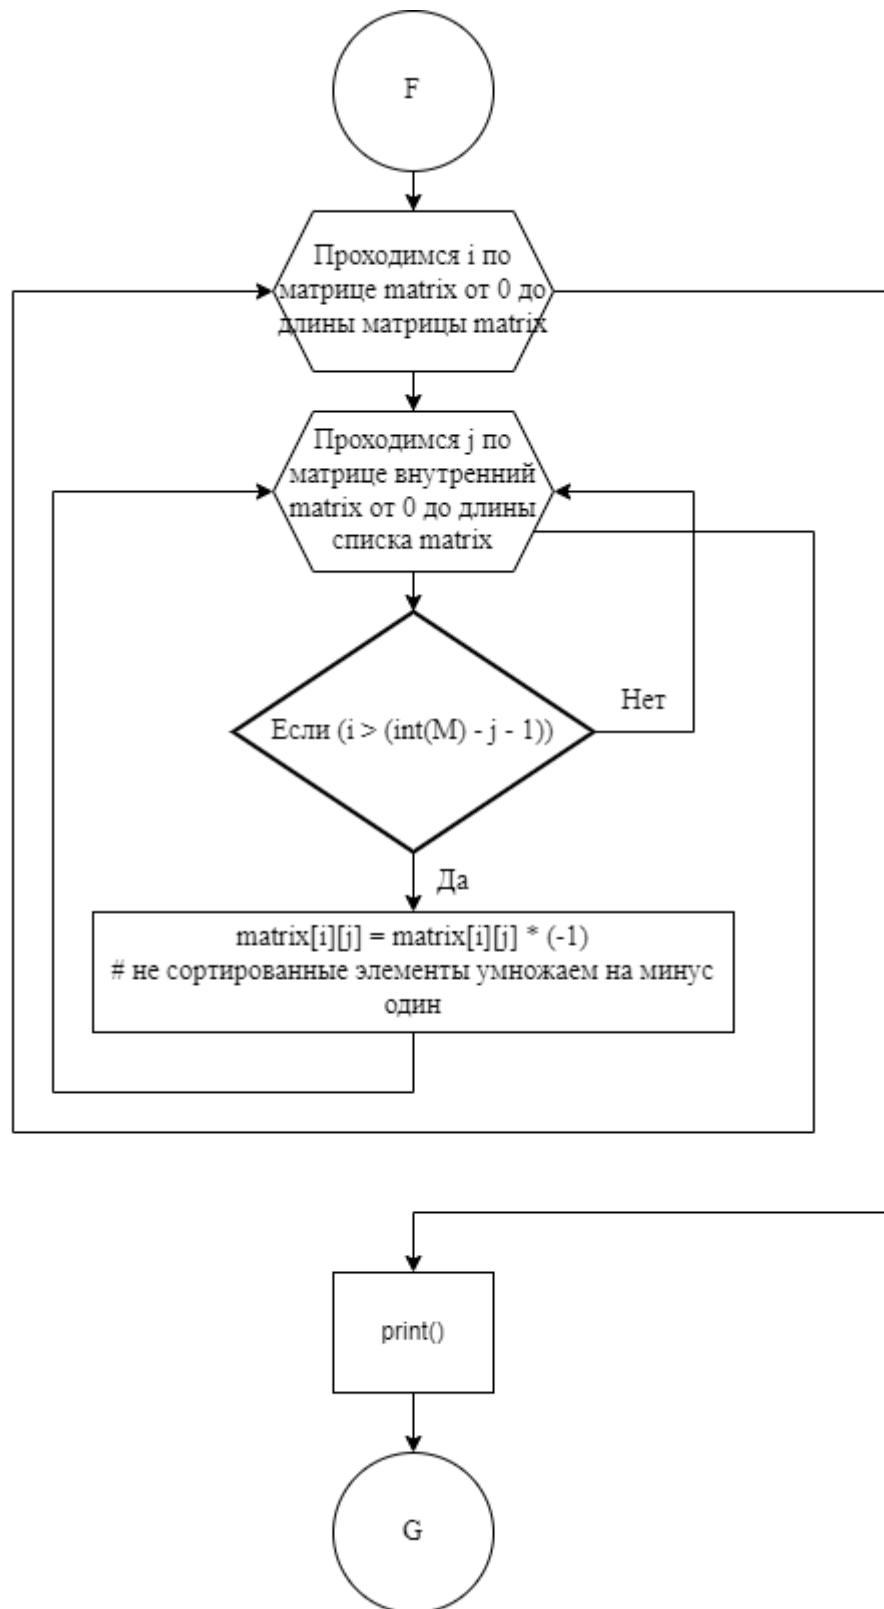 F
Проходимся i по
матрице matrix от 0 до
длины матрицы matrix
Проходимся j по
матрице внутренний
matrix от 0 до длины
списка matrix
Нет
Если (i > (int(M) - j - 1))
Да
matrix[i][j] = matrix[i][j] * (-1)
# не сортированные элементы умножаем на минус
один
print()
G